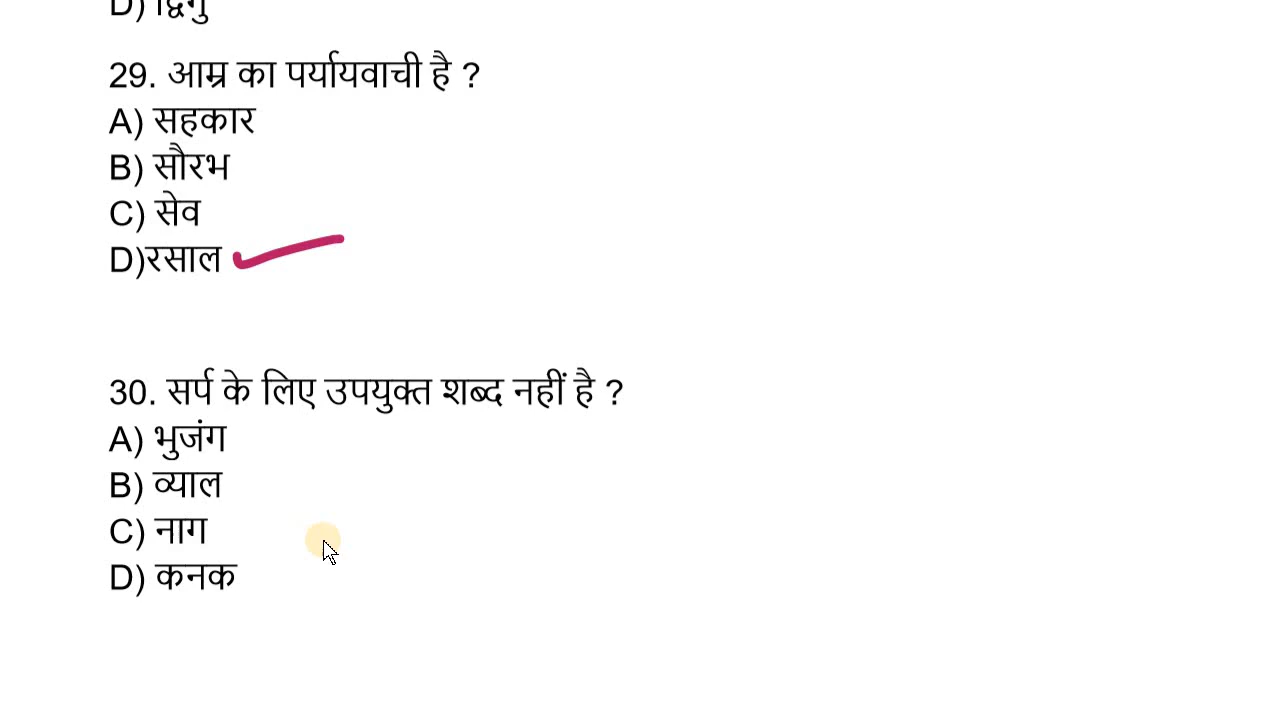 D) द्विगु
29. आम्र का पर्यायवाची है ?
A) सहकार
B) सौरभ
C) सेव
D)रसाल
30. सर्प के लिए उपयुक्त शब्द नहीं है ?
A) भुजंग
B) व्याल
C) नाग
D) कनक